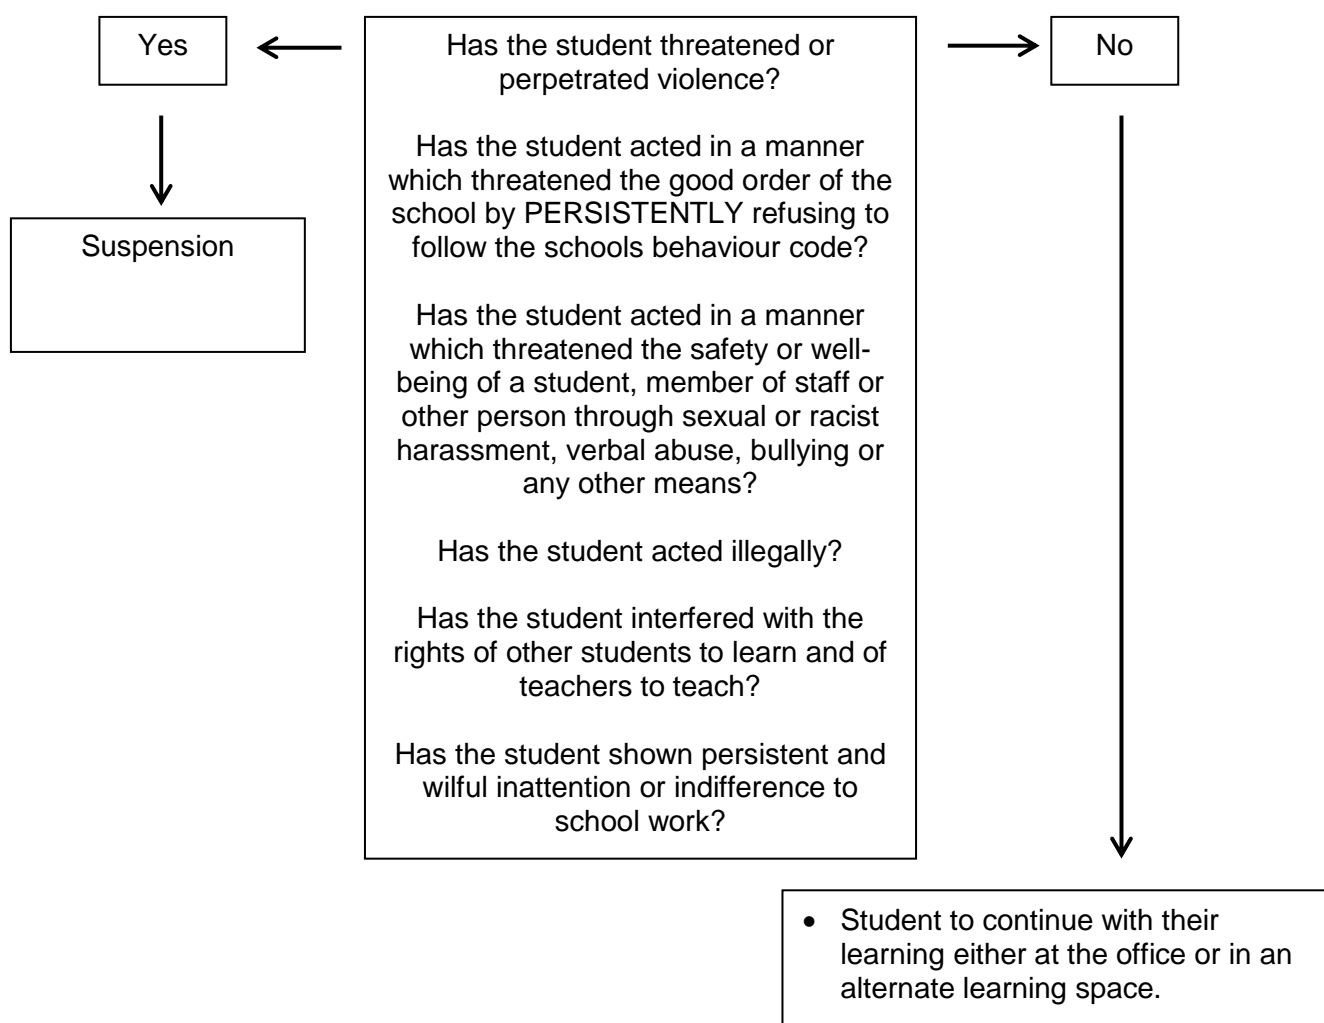 Yes
Has the student threatened or
perpetrated violence?
No
Has the student acted in a manner
which threatened the good order of the
school by PERSISTENTLY refusing to
follow the schools behaviour code?
Suspension
Has the student acted in a manner
which threatened the safety or well-
being of a student, member of staff or
other person through sexual or racist
harassment, verbal abuse, bullying or
any other means?
Has the student acted illegally?
Has the student interfered with the
rights of other students to learn and of
teachers to teach?
Has the student shown persistent and
wilful inattention or indifference to
school work?
• Student to continue with their
learning either at the office or in an
alternate learning space.